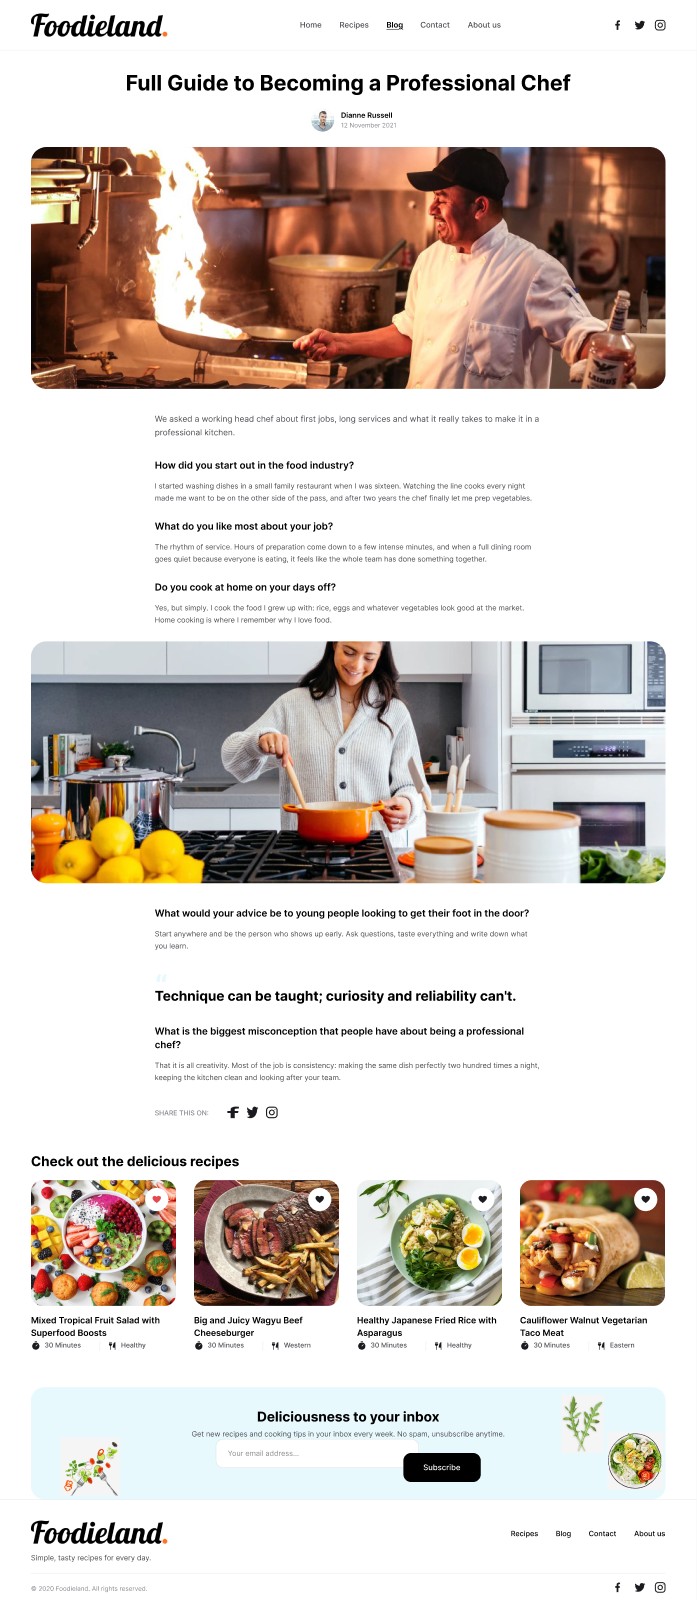 Foodieland.
Home Recipes Blog Contact About us
Full Guide to Becoming a Professional Chef
Dianne Russell
12 November 2021
LAIRD'S
We asked a working head chef about first jobs, long services and what it really takes to make it in a
professional kitchen.
How did you start out in the food industry?
I started washing dishes in a small family restaurant when I was sixteen. Watching the line cooks every night
made me want to be on the other side of the pass, and after two years the chef finally let me prep vegetables.
What do you like most about your job?
The rhythm of service. Hours of preparation come down to a few intense minutes, and when a full dining room
goes quiet because everyone is eating, it feels like the whole team has done something together.
Do you cook at home on your days off?
Yes, but simply. I cook the food I grew up with: rice, eggs and whatever vegetables look good at the market.
Home cooking is where I remember why I love food.
What would your advice be to young people looking to get their foot in the door?
Start anywhere and be the person who shows up early. Ask questions, taste everything and write down what
you learn.
“
Technique can be taught; curiosity and reliability can't.
What is the biggest misconception that people have about being a professional
chef?
That it is all creativity. Most of the job is consistency: making the same dish perfectly two hundred times a night,
keeping the kitchen clean and looking after your team.
SHARE THIS ON:
Check out the delicious recipes
Mixed Tropical Fruit Salad with
Superfood Boosts
30 Minutes Healthy
Big and Juicy Wagyu Beef
Cheeseburger
30 Minutes Western
Healthy Japanese Fried Rice with
Asparagus
30 Minutes Healthy
Cauliflower Walnut Vegetarian
Taco Meat
30 Minutes Eastern
Deliciousness to your inbox
Get new recipes and cooking tips in your inbox every week. No spam, unsubscribe anytime.
Your email address...
Subscribe
Foodieland.
Recipes Blog Contact About us
Simple, tasty recipes for every day.
© 2020 Foodieland. All rights reserved.